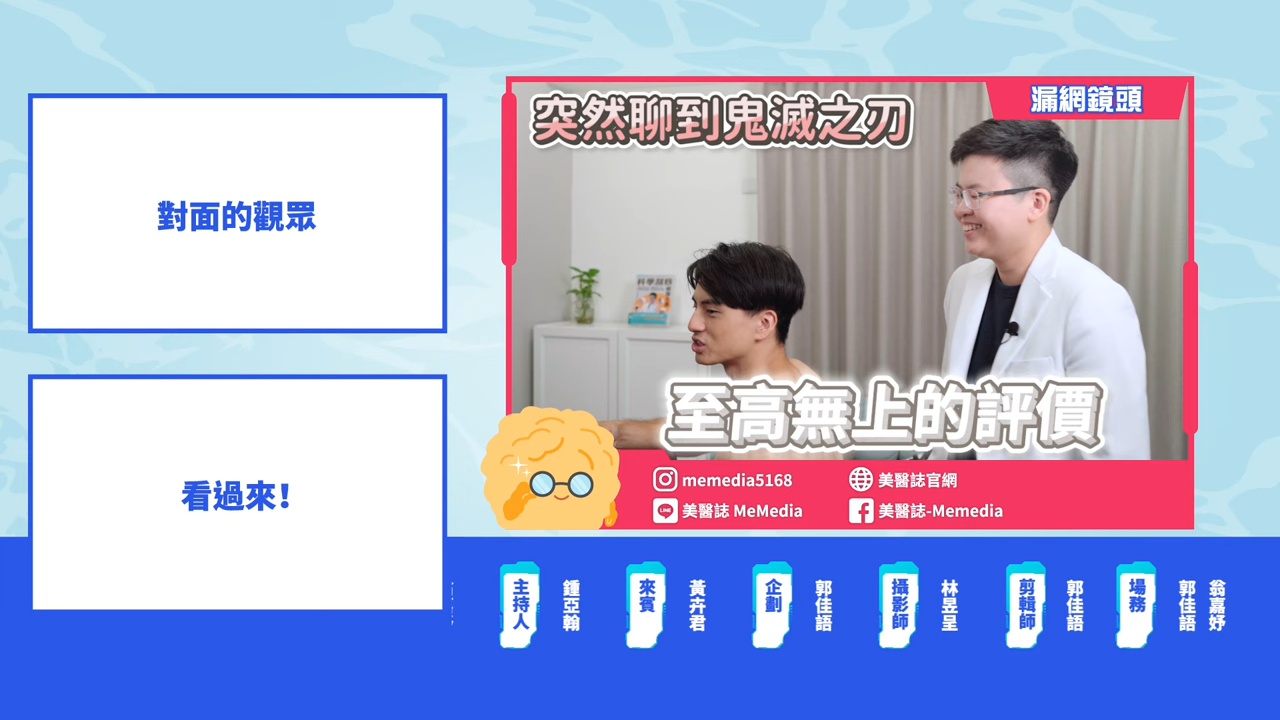 對面的觀眾
看過來!
漏網鏡頭
突然聊到鬼滅之刃
至高無上的評價
memedia5168
美醫誌官網
美醫誌 MeMedia
美醫誌-Memedia
主持人
鍾亞翰
來賓
黃卉君
企劃
郭佳語
攝影師
林昱呈
剪輯師
郭佳語
場務
郭佳語
翁嘉妤